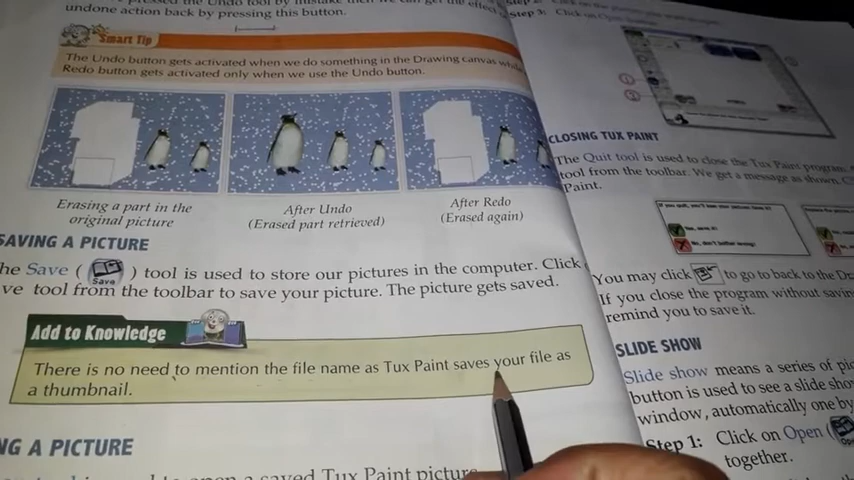 undone action back by pressing this button.
Smart Tip
The Undo button gets activated when we do something in the Drawing canvas
Redo button gets activated only when we use the Undo button.
Erasing a part in the
original picture
After Undo
(Erased part retrieved)
After Redo
(Erased again)
SAVING A PICTURE
he Save ( Save ) tool is used to store our pictures in the computer. Click
ve tool from the toolbar to save your picture. The picture gets saved.
Add to Knowledge
There is no need to mention the file name as Tux Paint saves your file as
a thumbnail.
NG A PICTURE
a saved Tux Paint picture
CLOSING TUX PAINT
The Quit tool is used to close the Tux Paint program.
tool from the toolbar. We get a message as shown.
Paint.
You may click to go to back to the
If you close the program without
remind you to save it.
SLIDE SHOW
Slide show means a series of
button is used to see a slide
window, automatically one by
Step 1: Click on Open (
together.